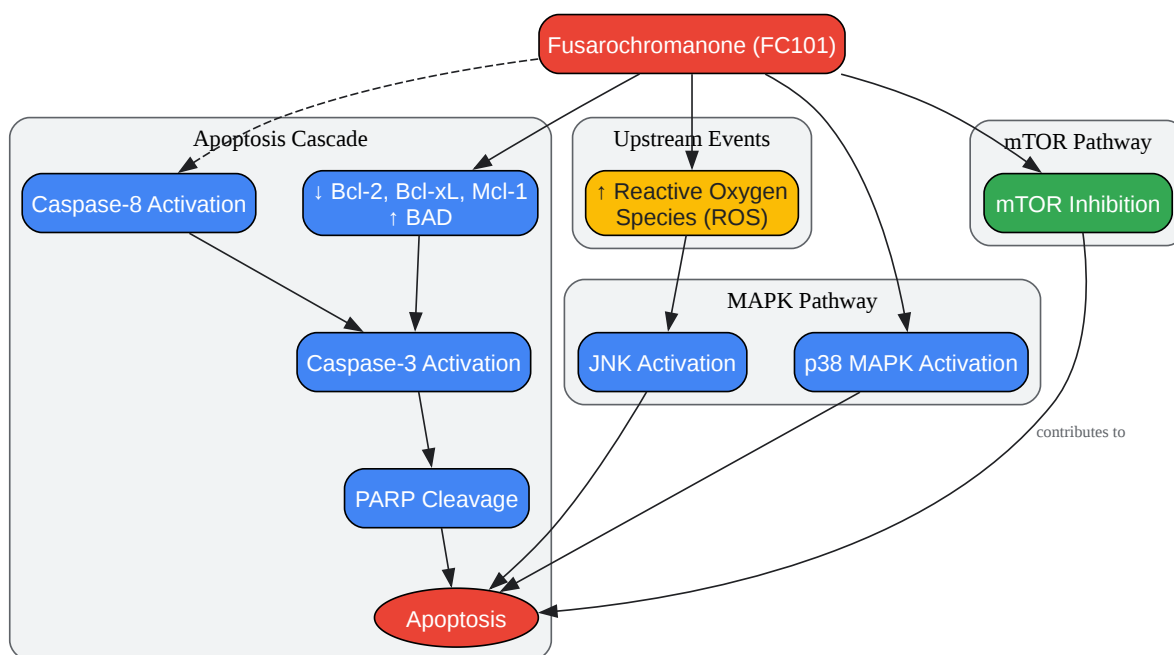 Fusarochromanone (FC101)
Apoptosis Cascade
Upstream Events
mTOR Pathway
Caspase-8 Activation
↓ Bcl-2, Bcl-xL, Mcl-1
↑ BAD
↑ Reactive Oxygen
Species (ROS)
mTOR Inhibition
MAPK Pathway
Caspase-3 Activation
JNK Activation
p38 MAPK Activation
contributes to
PARP Cleavage
Apoptosis